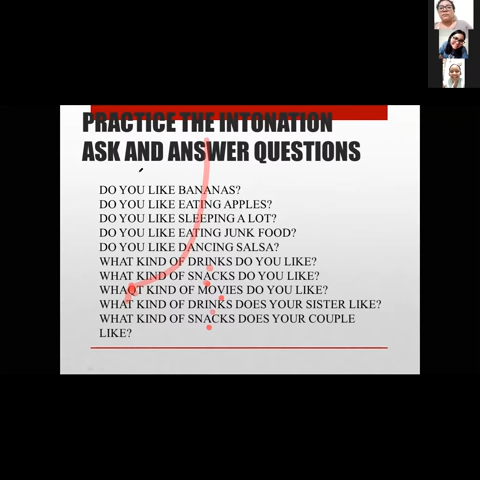 PRACTICE THE INTONATION
ASK AND ANSWER QUESTIONS
DO YOU LIKE BANANAS?
DO YOU LIKE EATING APPLES?
DO YOU LIKE SLEEPING A LOT?
DO YOU LIKE EATING JUNK FOOD?
DO YOU LIKE DANCING SALSA?
WHAT KIND OF DRINKS DO YOU LIKE?
WHAT KIND OF SNACKS DO YOU LIKE?
WHAQT KIND OF MOVIES DO YOU LIKE?
WHAT KIND OF DRINKS DOES YOUR SISTER LIKE?
WHAT KIND OF SNACKS DOES YOUR COUPLE
LIKE?